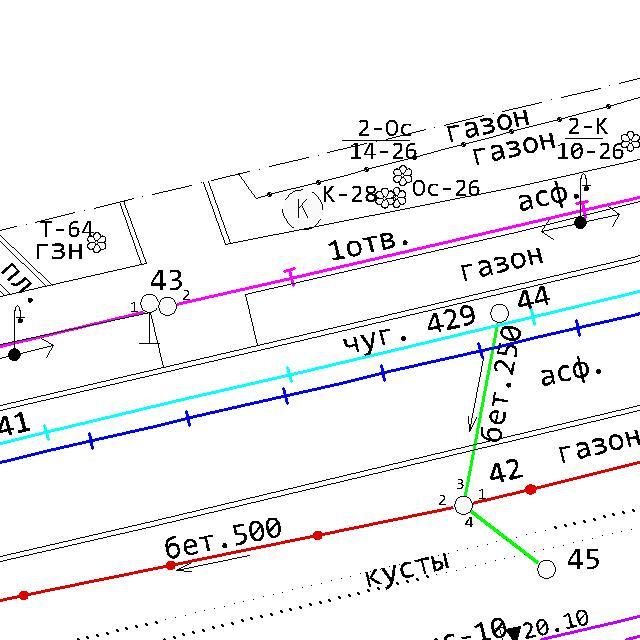 2-Ос
14-26
газон
газон
2-К
10-26
К
К-28
Ос-26
асф.
Т-64
ГЗН
пл.
1отв.
43
1
2
газон
44
чуг. 429
бет.250
асф.
41
42
газон
3
2
1
4
бет.500
кусты
45
20.10